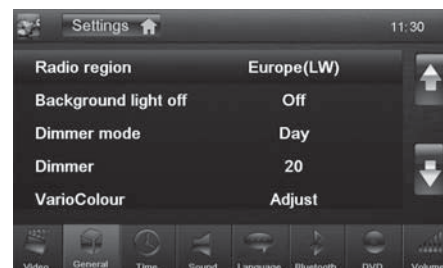 Settings 11:30
Radio region Europe(LW)
Background light off Off
Dimmer mode Day
Dimmer 20
VarioColour Adjust
Video General Time Sound Language Bluetooth DVD Volume